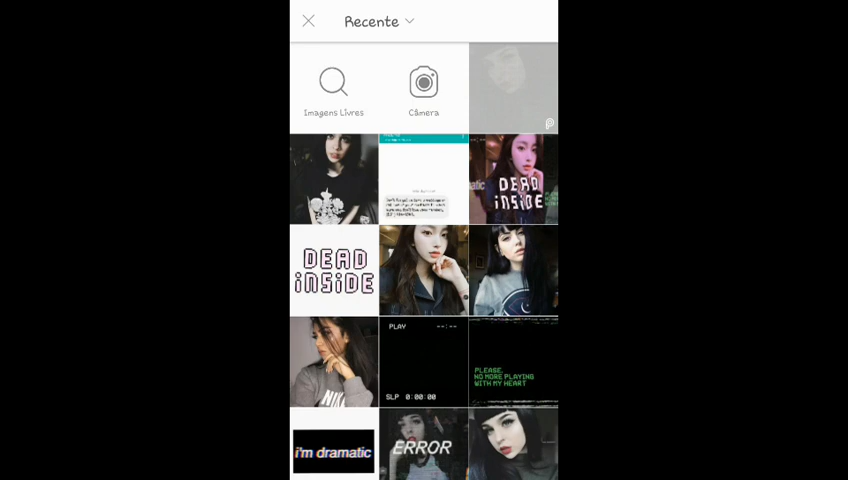 Recente
Imagens Livres
Câmera
DEAD
iNSiDE
DEAD
iNSiDE
NIK
PLAY
--:--
SLP 0:00:00
PLEASE,
NO MORE PLAYING
WITH MY HEART
i'm dramatic
ERROR